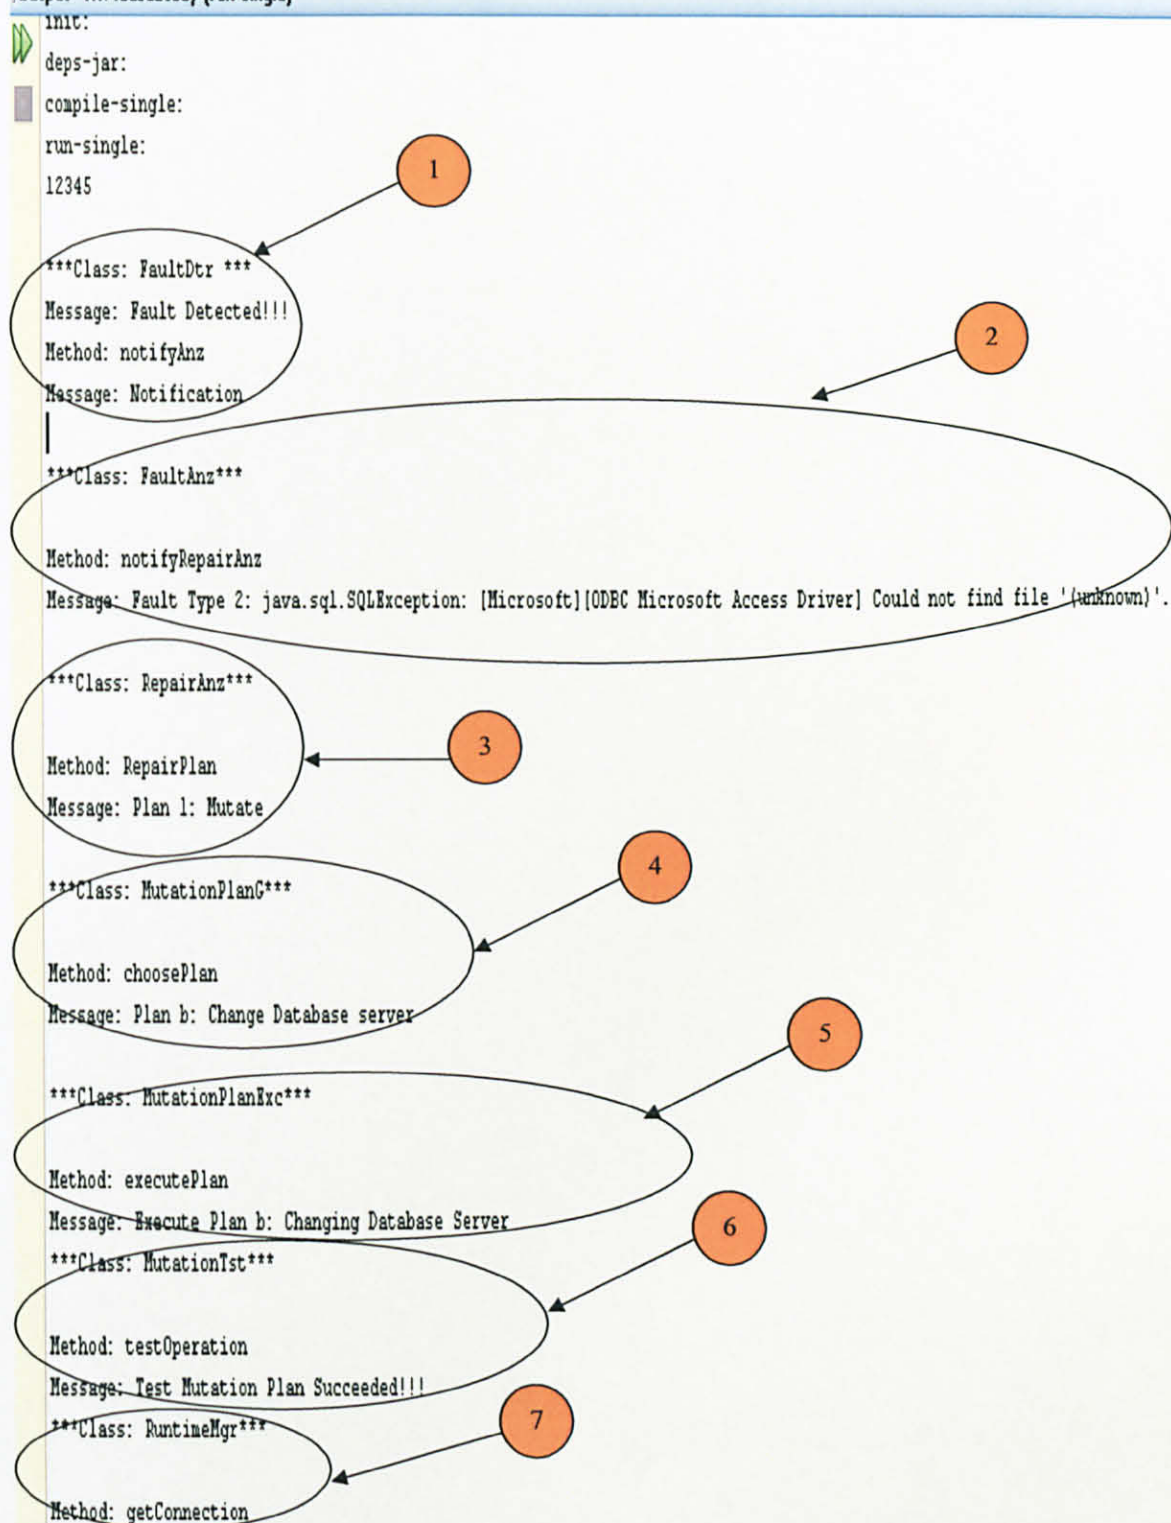 init:
deps-jar:
compile-single:
run-single:
12345
1
***Class: FaultDtr ***
Message: Fault Detected!!!
Method: notifyAnz
Message: Notification
2
***Class: FaultAnz***
Method: notifyRepairAnz
Message: Fault Type 2: java.sql.SQLException: [Microsoft][ODBC Microsoft Access Driver] Could not find file '(unknown)'.
***Class: RepairAnz***
3
Method: RepairPlan
Message: Plan 1: Mutate
4
***Class: MutationPlanG***
Method: choosePlan
Message: Plan b: Change Database server
5
***Class: MutationPlanExc***
Method: executePlan
Message: Execute Plan b: Changing Database Server
6
***Class: MutationTst***
Method: testOperation
Message: Test Mutation Plan Succeeded!!!
7
***Class: RuntimeMgr***
Method: getConnection